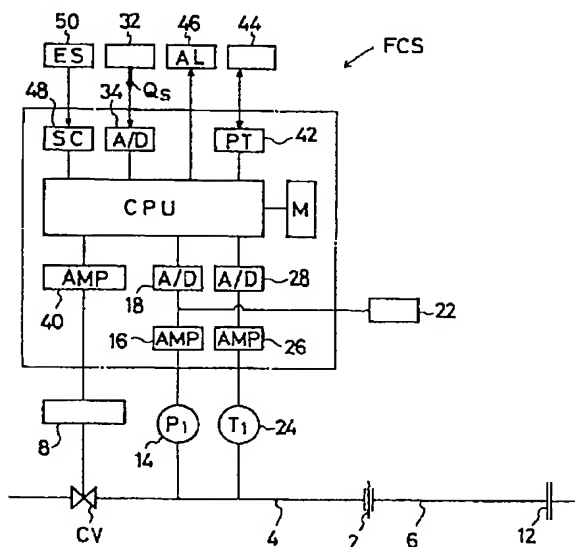 50 32 46 44
ES AL FCS
48 34 Qs
SC A/D PT 42
CPU M
AMP A/D A/D 28
40 18 22
16 AMP AMP 26
8 P1 T1 24
14
CV 4 2 6 12